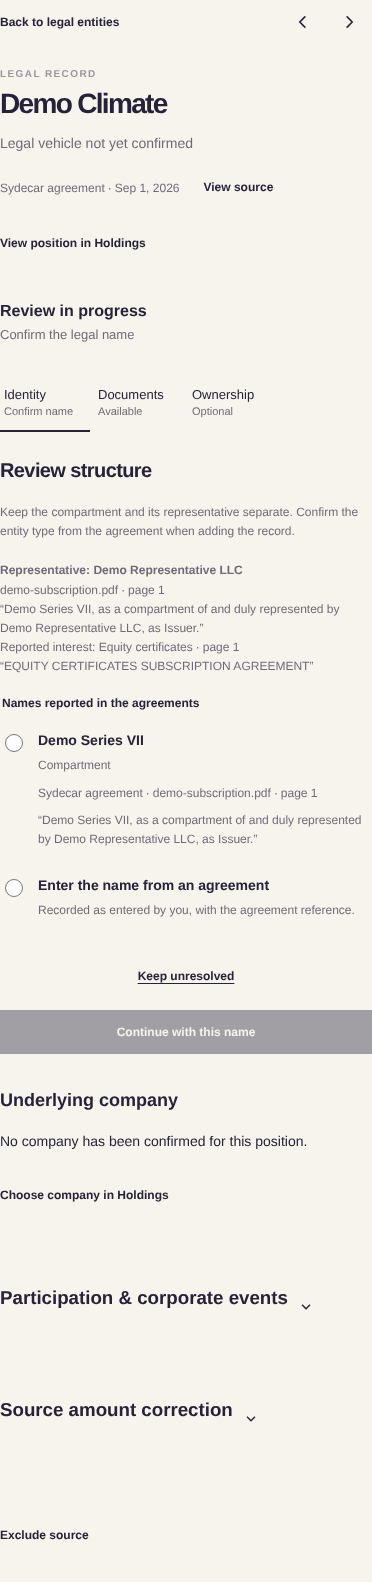 Back to legal entities
LEGAL RECORD
Demo Climate
Legal vehicle not yet confirmed
Sydecar agreement · Sep 1, 2026 View source
View position in Holdings
Review in progress
Confirm the legal name
Identity Documents Ownership
Confirm name Available Optional
Review structure
Keep the compartment and its representative separate. Confirm the
entity type from the agreement when adding the record.
Representative: Demo Representative LLC
demo-subscription.pdf · page 1
“Demo Series VII, as a compartment of and duly represented by
Demo Representative LLC, as Issuer.”
Reported interest: Equity certificates · page 1
“EQUITY CERTIFICATES SUBSCRIPTION AGREEMENT”
Names reported in the agreements
Demo Series VII
Compartment
Sydecar agreement · demo-subscription.pdf · page 1
“Demo Series VII, as a compartment of and duly represented
by Demo Representative LLC, as Issuer.”
Enter the name from an agreement
Recorded as entered by you, with the agreement reference.
Keep unresolved
Continue with this name
Underlying company
No company has been confirmed for this position.
Choose company in Holdings
Participation & corporate events
Source amount correction
Exclude source